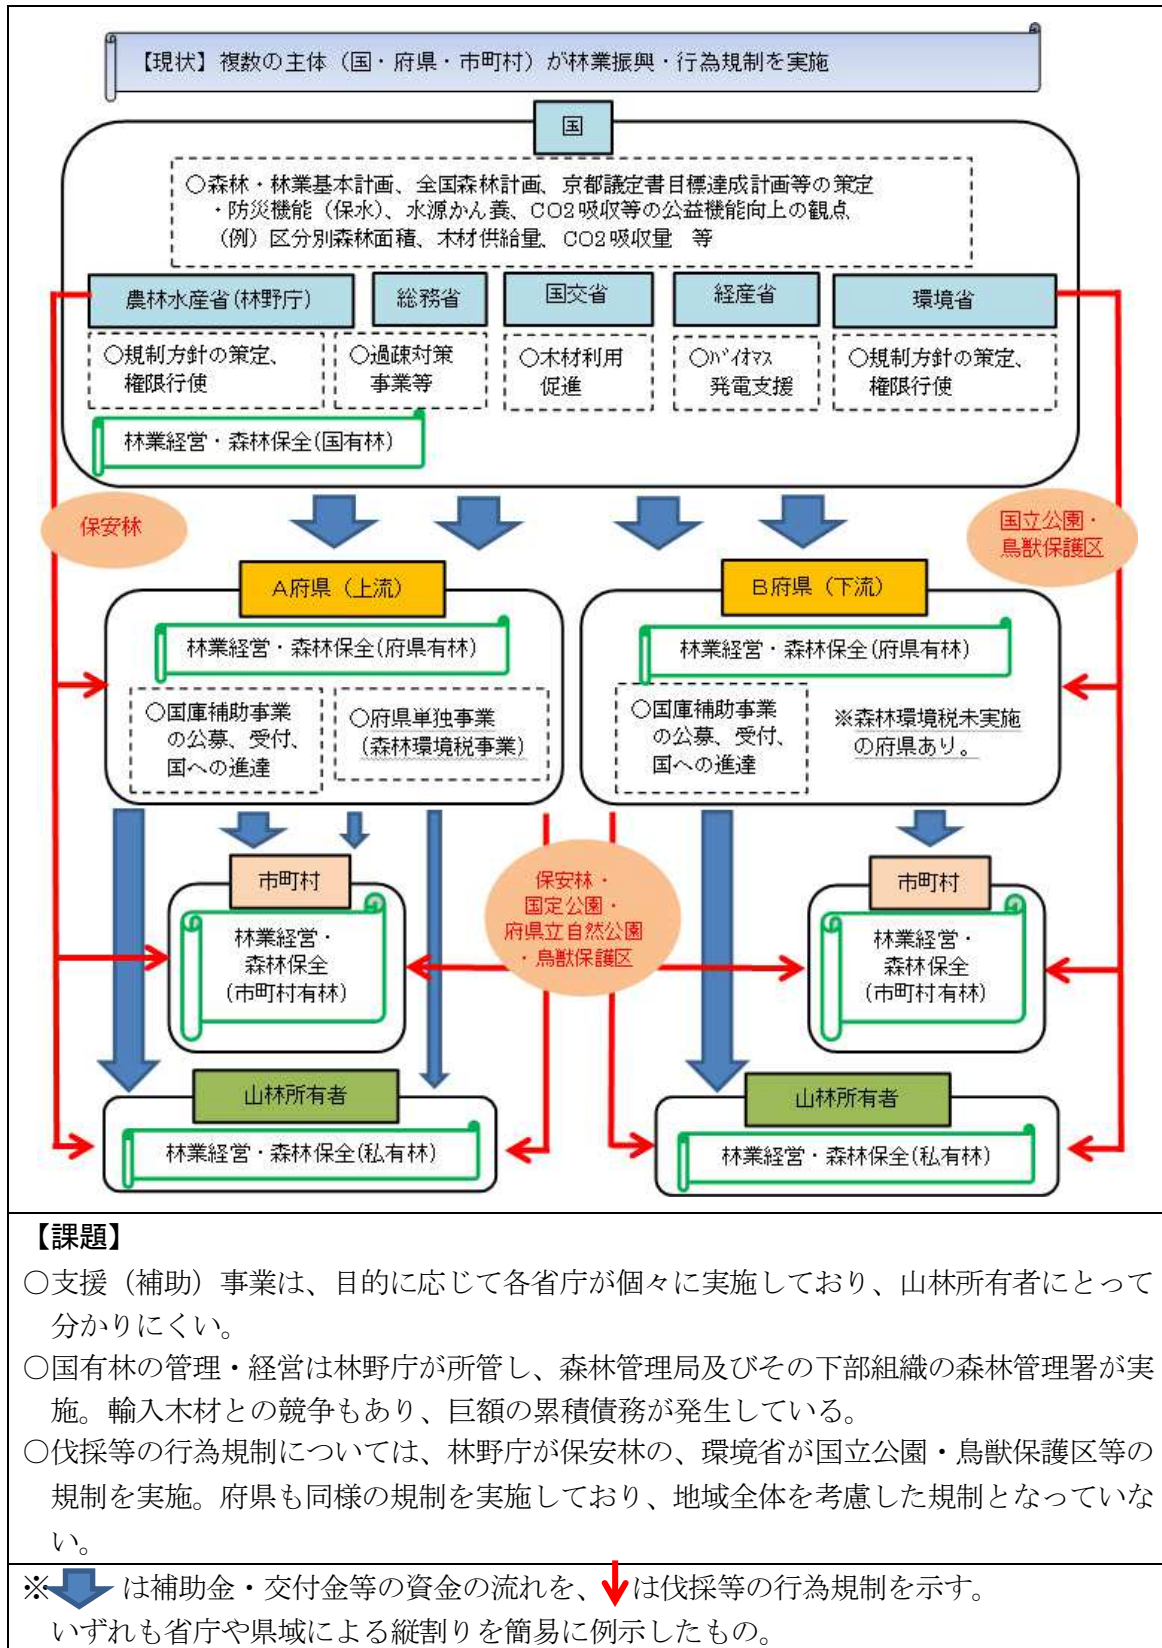 【現状】複数の主体（国・府県・市町村）が林業振興・行為規制を実施
国
○森林・林業基本計画、全国森林計画、京都議定書目標達成計画等の策定
・防災機能（保水）、水源かん養、CO2吸収等の公益機能向上の観点
（例）区分別森林面積、木材供給量、CO2吸収量　等
農林水産省(林野庁)
総務省
国交省
経産省
環境省
○規制方針の策定、
権限行使
○過疎対策
事業等
○木材利用
促進
○ﾊﾞｲｵﾏｽ
発電支援
○規制方針の策定、
権限行使
林業経営・森林保全(国有林)
保安林
国立公園・
鳥獣保護区
A府県（上流）
林業経営・森林保全(府県有林)
○国庫補助事業
の公募、受付、
国への進達
○府県単独事業
（森林環境税事業）
B府県（下流）
林業経営・森林保全(府県有林)
○国庫補助事業
の公募、受付、
国への進達
※森林環境税未実施
の府県あり。
保安林・
国定公園・
府県立自然公園
・鳥獣保護区
市町村
林業経営・
森林保全
(市町村有林)
市町村
林業経営・
森林保全
(市町村有林)
山林所有者
林業経営・森林保全(私有林)
山林所有者
林業経営・森林保全(私有林)
【課題】
○支援（補助）事業は、目的に応じて各省庁が個々に実施しており、山林所有者にとって
分かりにくい。
○国有林の管理・経営は林野庁が所管し、森林管理局及びその下部組織の森林管理署が実
施。輸入木材との競争もあり、巨額の累積債務が発生している。
○伐採等の行為規制については、林野庁が保安林の、環境省が国立公園・鳥獣保護区等の
規制を実施。府県も同様の規制を実施しており、地域全体を考慮した規制となっていな
い。
※　は補助金・交付金等の資金の流れを、　は伐採等の行為規制を示す。
いずれも省庁や県域による縦割りを簡易に例示したもの。